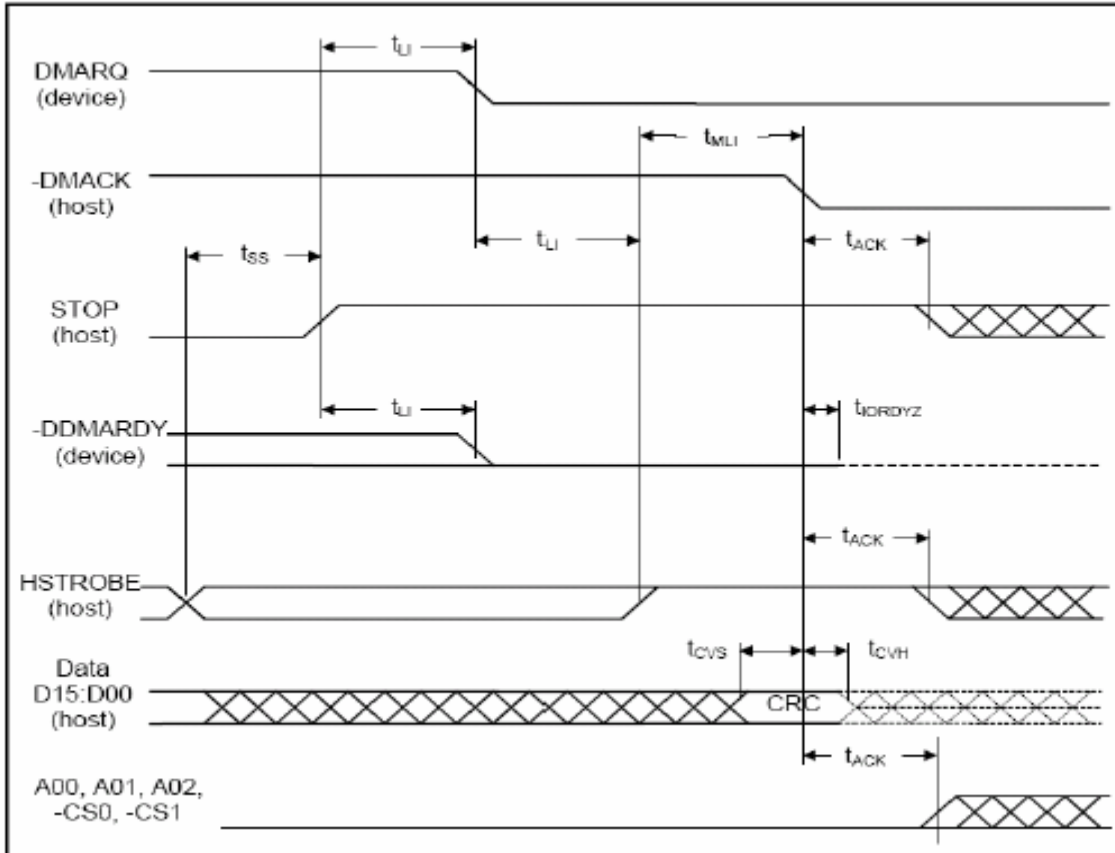 tLI
DMARQ
(device)
tMLI
-DMACK
(host)
tSS
tLI
tACK
STOP
(host)
tLI
tIORDYZ
-DDMARDY
(device)
tACK
HSTROBE
(host)
tCVS
tCVH
Data
D15:D00
(host)
CRC
tACK
A00, A01, A02,
-CS0, -CS1